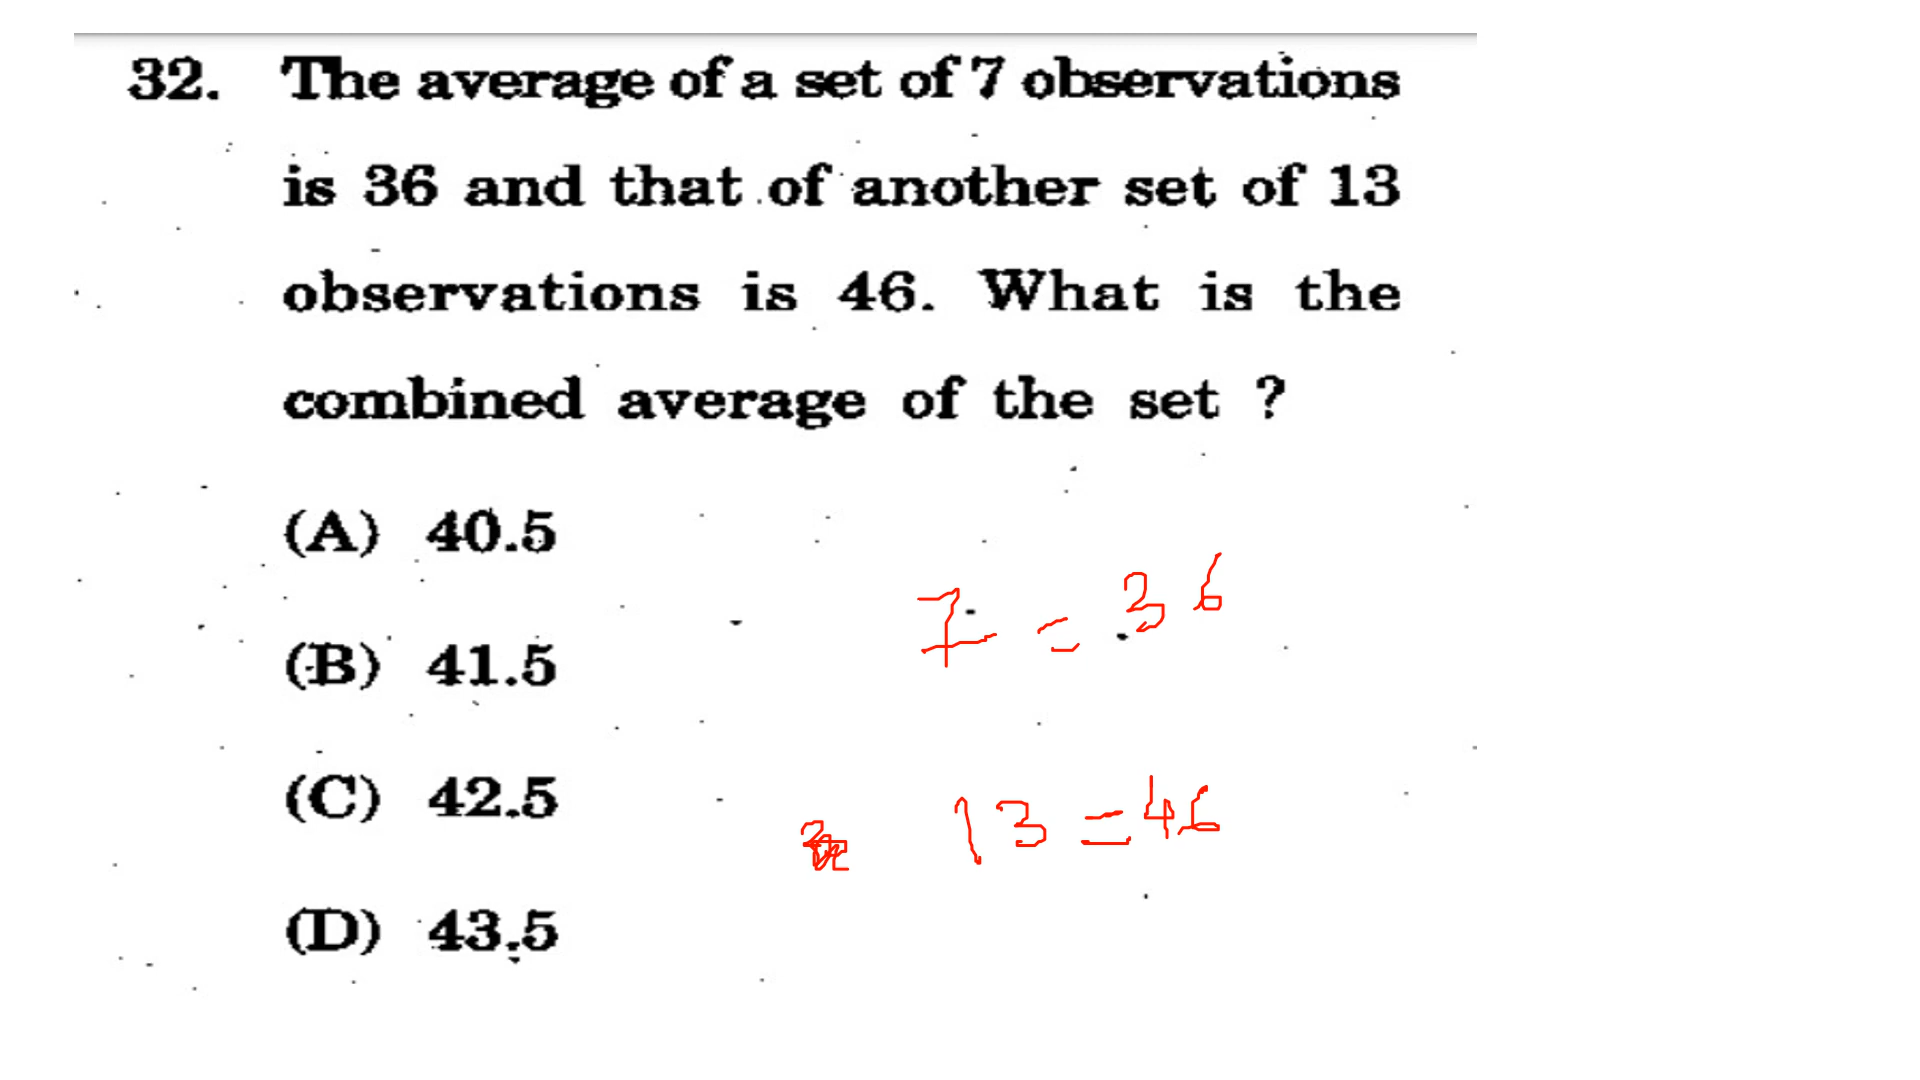 32. The average of a set of 7 observations
is 36 and that of another set of 13
observations is 46. What is the
combined average of the set ?
(A) 40.5
(B) 41.5
(C) 42.5
(D) 43.5
7 = 36
13 = 46